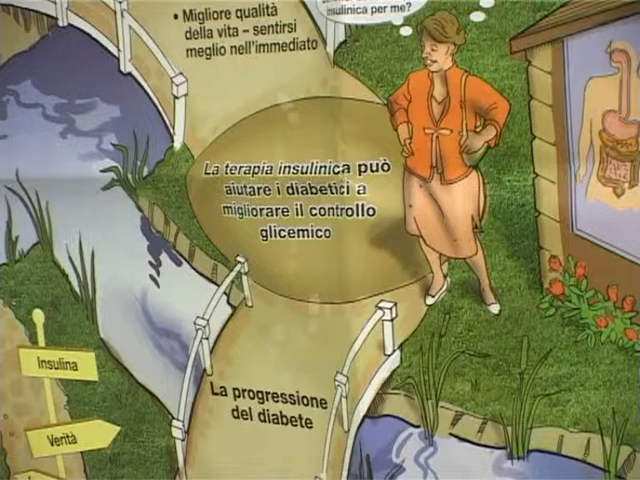 insulinica per me?
• Migliore qualità
della vita – sentirsi
meglio nell'immediato
La terapia insulinica può
aiutare i diabetici a
migliorare il controllo
glicemico
Insulina
Verità
La progressione
del diabete